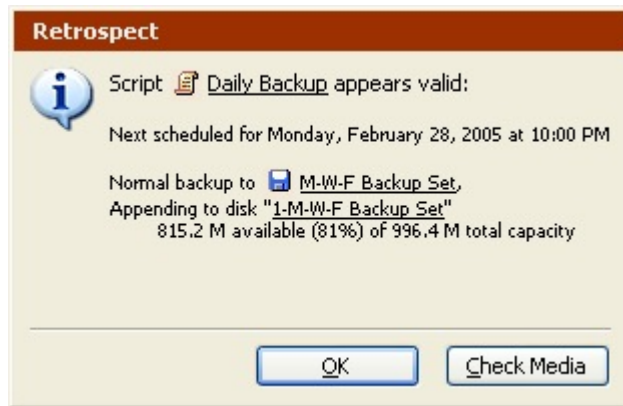 Retrospect
Script Daily Backup appears valid:
Next scheduled for Monday, February 28, 2005 at 10:00 PM
Normal backup to M-W-F Backup Set,
Appending to disk "1-M-W-F Backup Set"
815.2 M available (81%) of 996.4 M total capacity
OK
Check Media